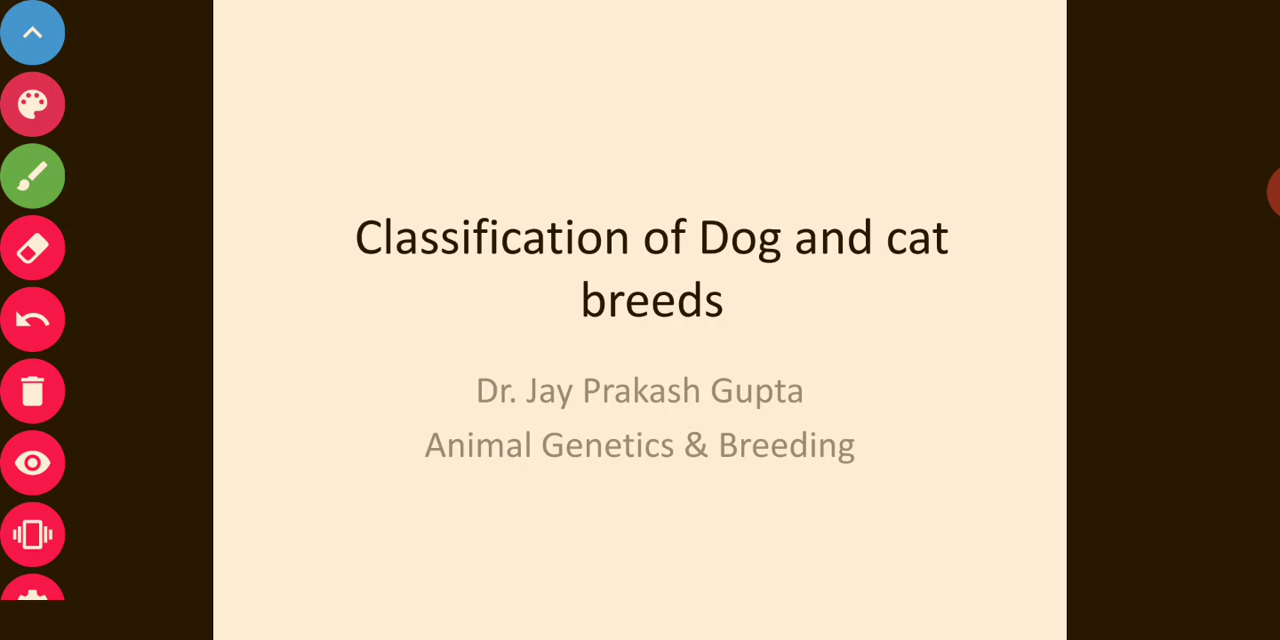 Classification of Dog and cat
breeds
Dr. Jay Prakash Gupta
Animal Genetics & Breeding